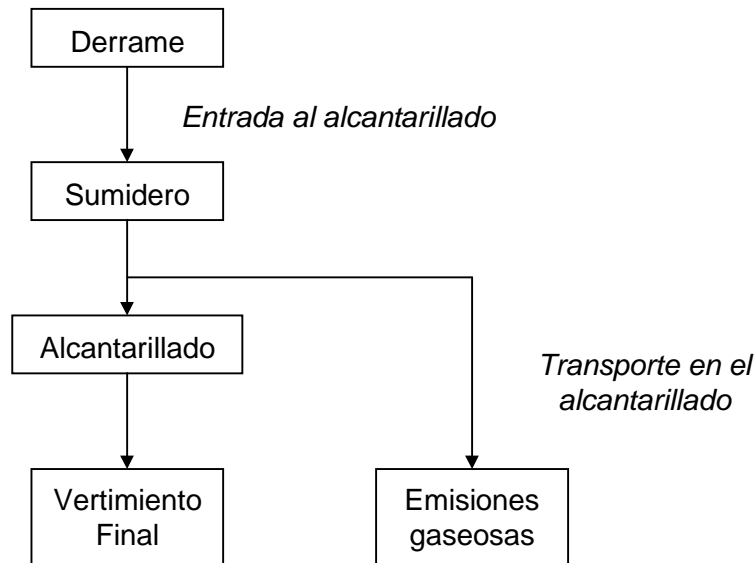 Derrame
Entrada al alcantarillado
Sumidero
Alcantarillado
Transporte en el
alcantarillado
Vertimiento
Final
Emisiones
gaseosas